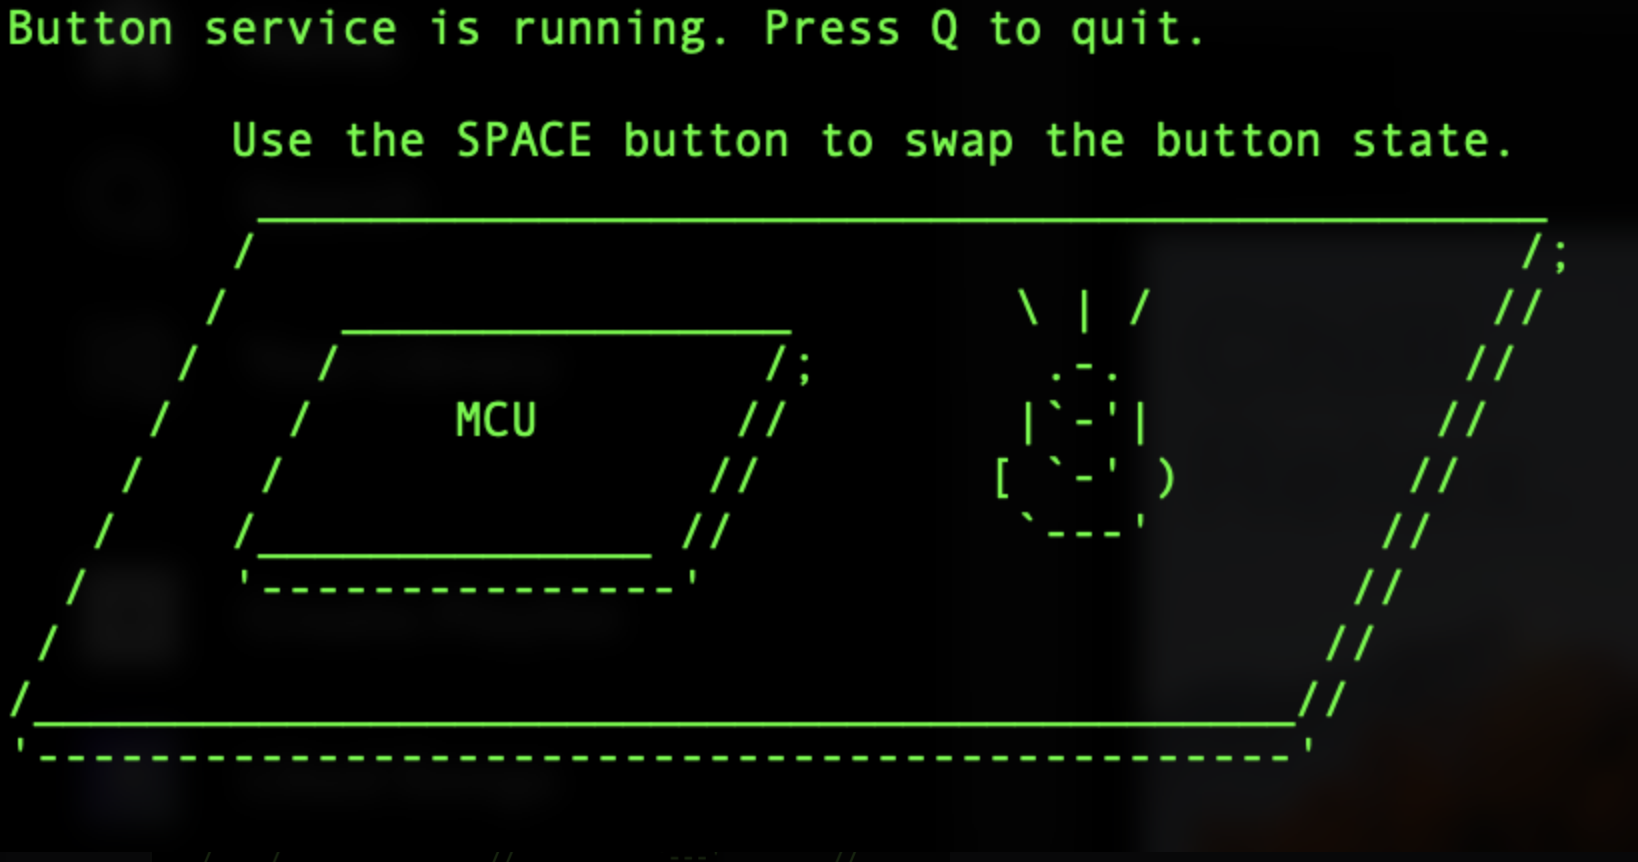 Button service is running. Press Q to quit.
Use the SPACE button to swap the button state.
MCU